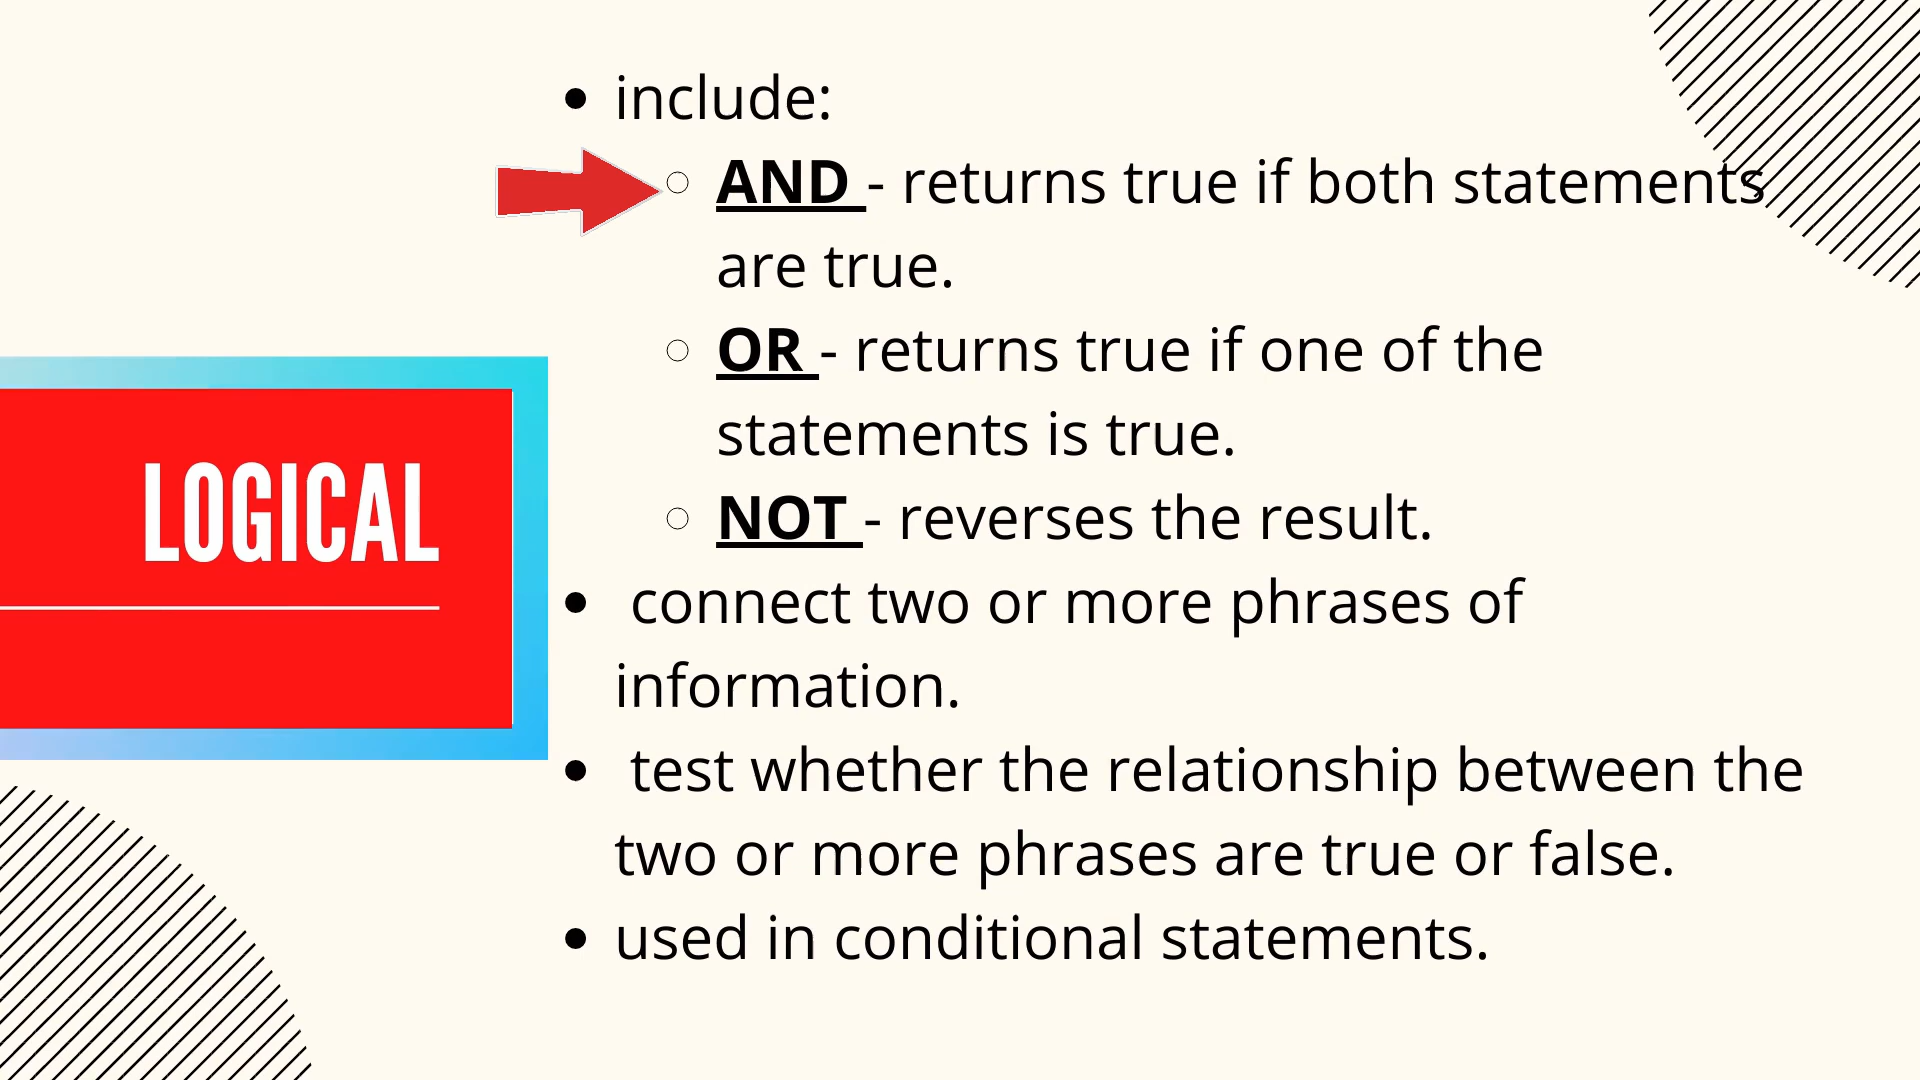 LOGICAL
include:
AND - returns true if both statements
are true.
OR - returns true if one of the
statements is true.
NOT - reverses the result.
connect two or more phrases of
information.
test whether the relationship between the
two or more phrases are true or false.
used in conditional statements.